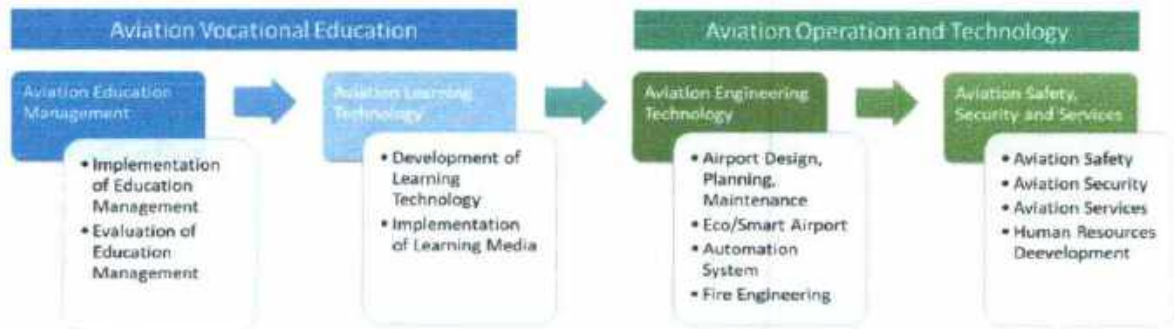 Aviation Vocational Education
Aviation Operation and Technology
Aviation Education
Management
• Implementation
of Education
Management
• Evaluation of
Education
Management
Aviation Learning
Technology
• Development of
Learning
Technology
• Implementation
of Learning Media
Aviation Engineering
Technology
• Airport Design,
Planning,
Maintenance
• Eco/Smart Airport
• Automation
System
• Fire Engineering
Aviation Safety,
Security and Services
• Aviation Safety
• Aviation Security
• Aviation Services
• Human Resources
Deevelopment